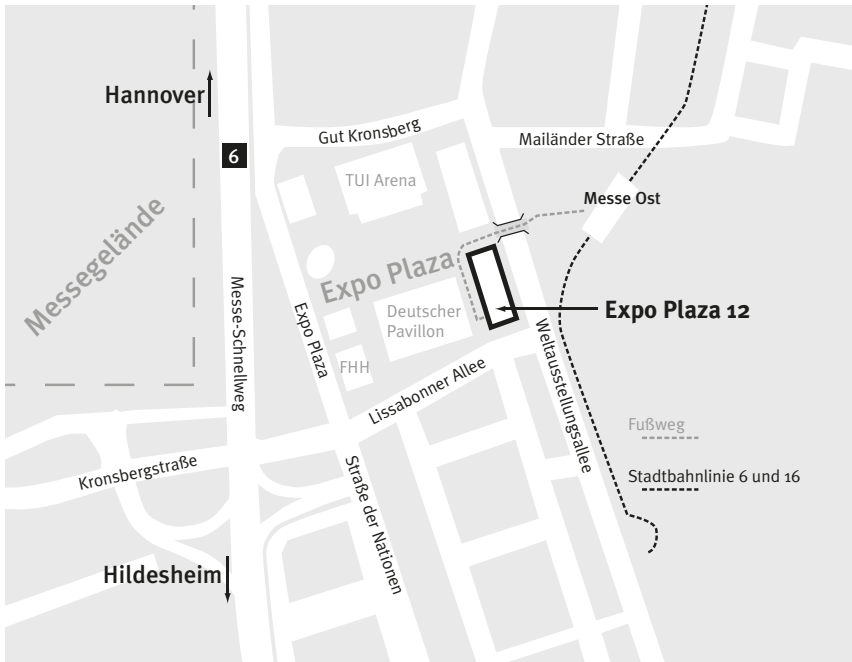 Hannover
Gut Kronsberg
Mailänder Straße
6
TUI Arena
Messe Ost
Messegelände
Expo Plaza
Messe-Schnellweg
Expo Plaza
Deutscher
Pavillon
Expo Plaza 12
FHH
Lissabonner Allee
Weltausstellungsallee
Fußweg
Kronsbergstraße
Straße der Nationen
Stadtbahnlinie 6 und 16
Hildesheim